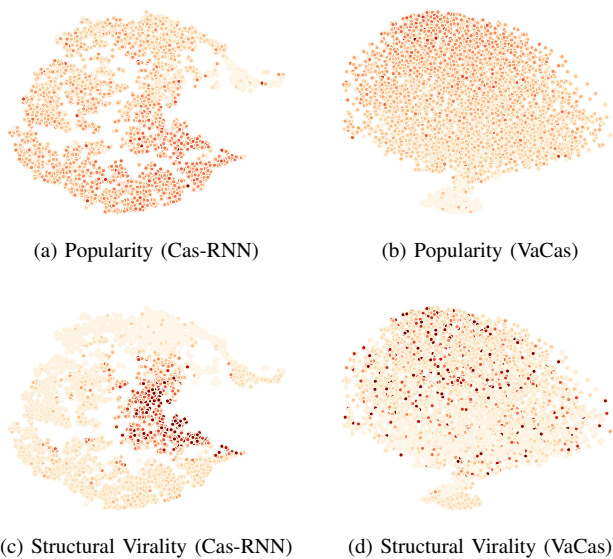 (a) Popularity (Cas-RNN)
(b) Popularity (VaCas)
(c) Structural Virality (Cas-RNN)
(d) Structural Virality (VaCas)